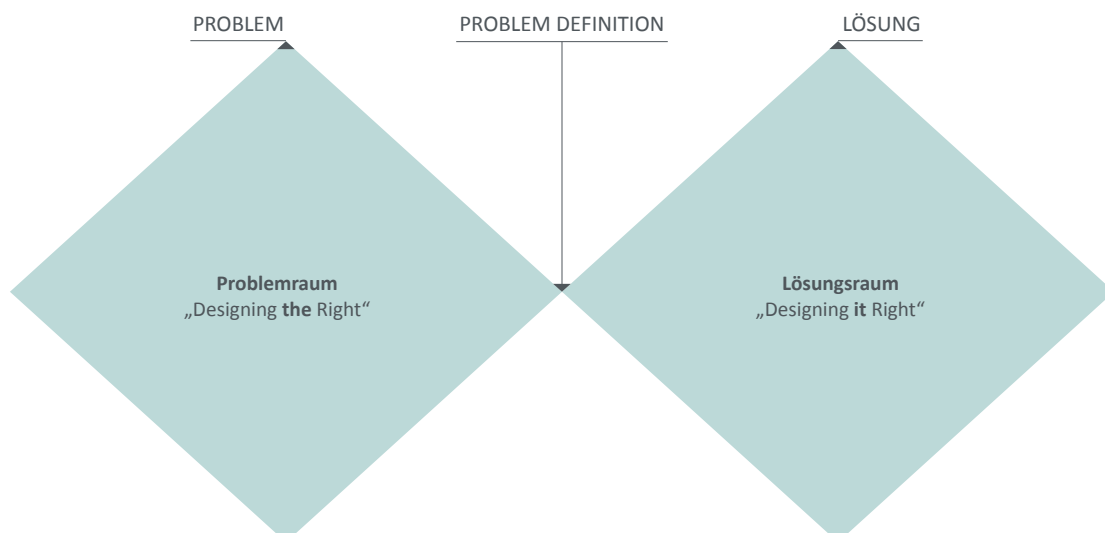 PROBLEM
PROBLEM DEFINITION
LÖSUNG
Problemraum
„Designing the Right“
Lösungsraum
„Designing it Right“